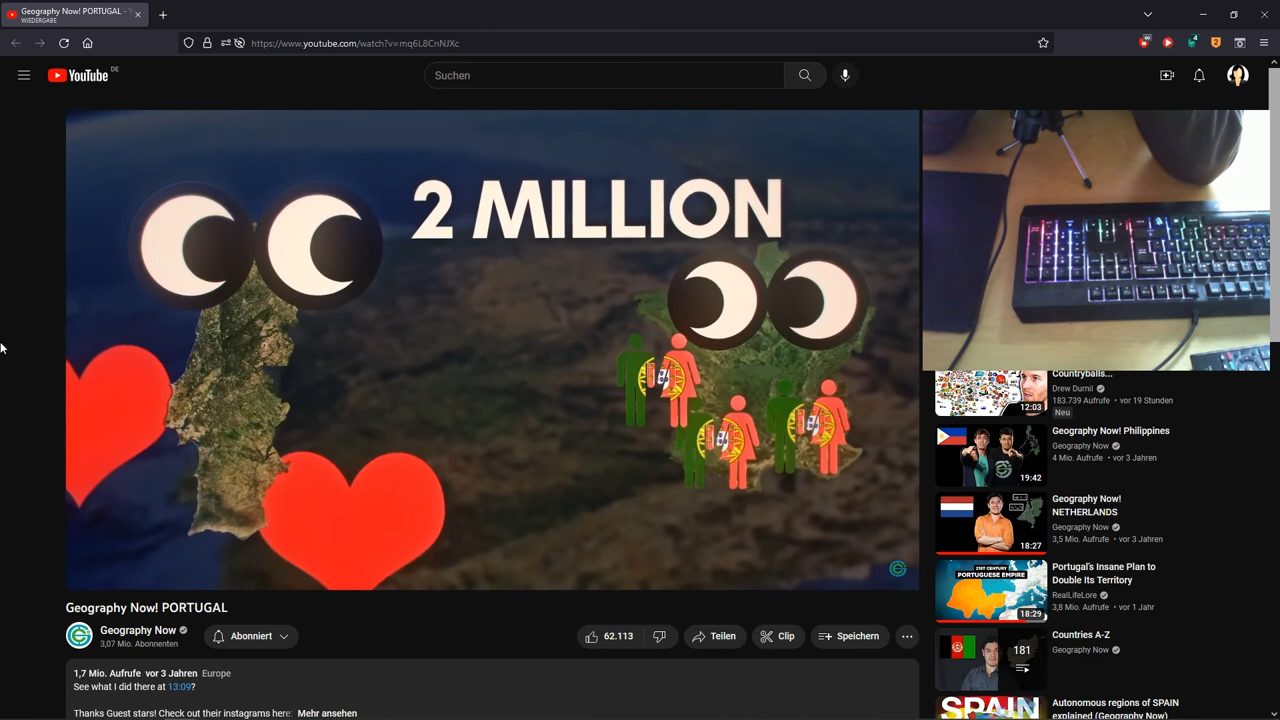 Geography Now! PORTUGAL - Y
WIEDERGABE
https://www.youtube.com/watch?v=mq6L8CnNJXc
60
4
2
YouTube DE
Suchen
2 MILLION
Countryballs...
Drew Durnil
183.739 Aufrufe • vor 19 Stunden
Neu
12:03
Geography Now! Philippines
Geography Now
4 Mio. Aufrufe • vor 3 Jahren
19:42
Geography Now!
NETHERLANDS
Geography Now
3,5 Mio. Aufrufe • vor 3 Jahren
18:27
21ST CENTURY
PORTUGUESE EMPIRE
Portugal's Insane Plan to
Double Its Territory
RealLifeLore
3,8 Mio. Aufrufe • vor 1 Jahr
18:29
Countries A-Z
Geography Now
181
SPAIN
Autonomous regions of SPAIN
explained (Geography Now)
Geography Now! PORTUGAL
Geography Now
3,07 Mio. Abonnenten
Abonniert
62.113
Teilen
Clip
Speichern
1,7 Mio. Aufrufe vor 3 Jahren Europe
See what I did there at 13:09?
Thanks Guest stars! Check out their instagrams here: Mehr ansehen